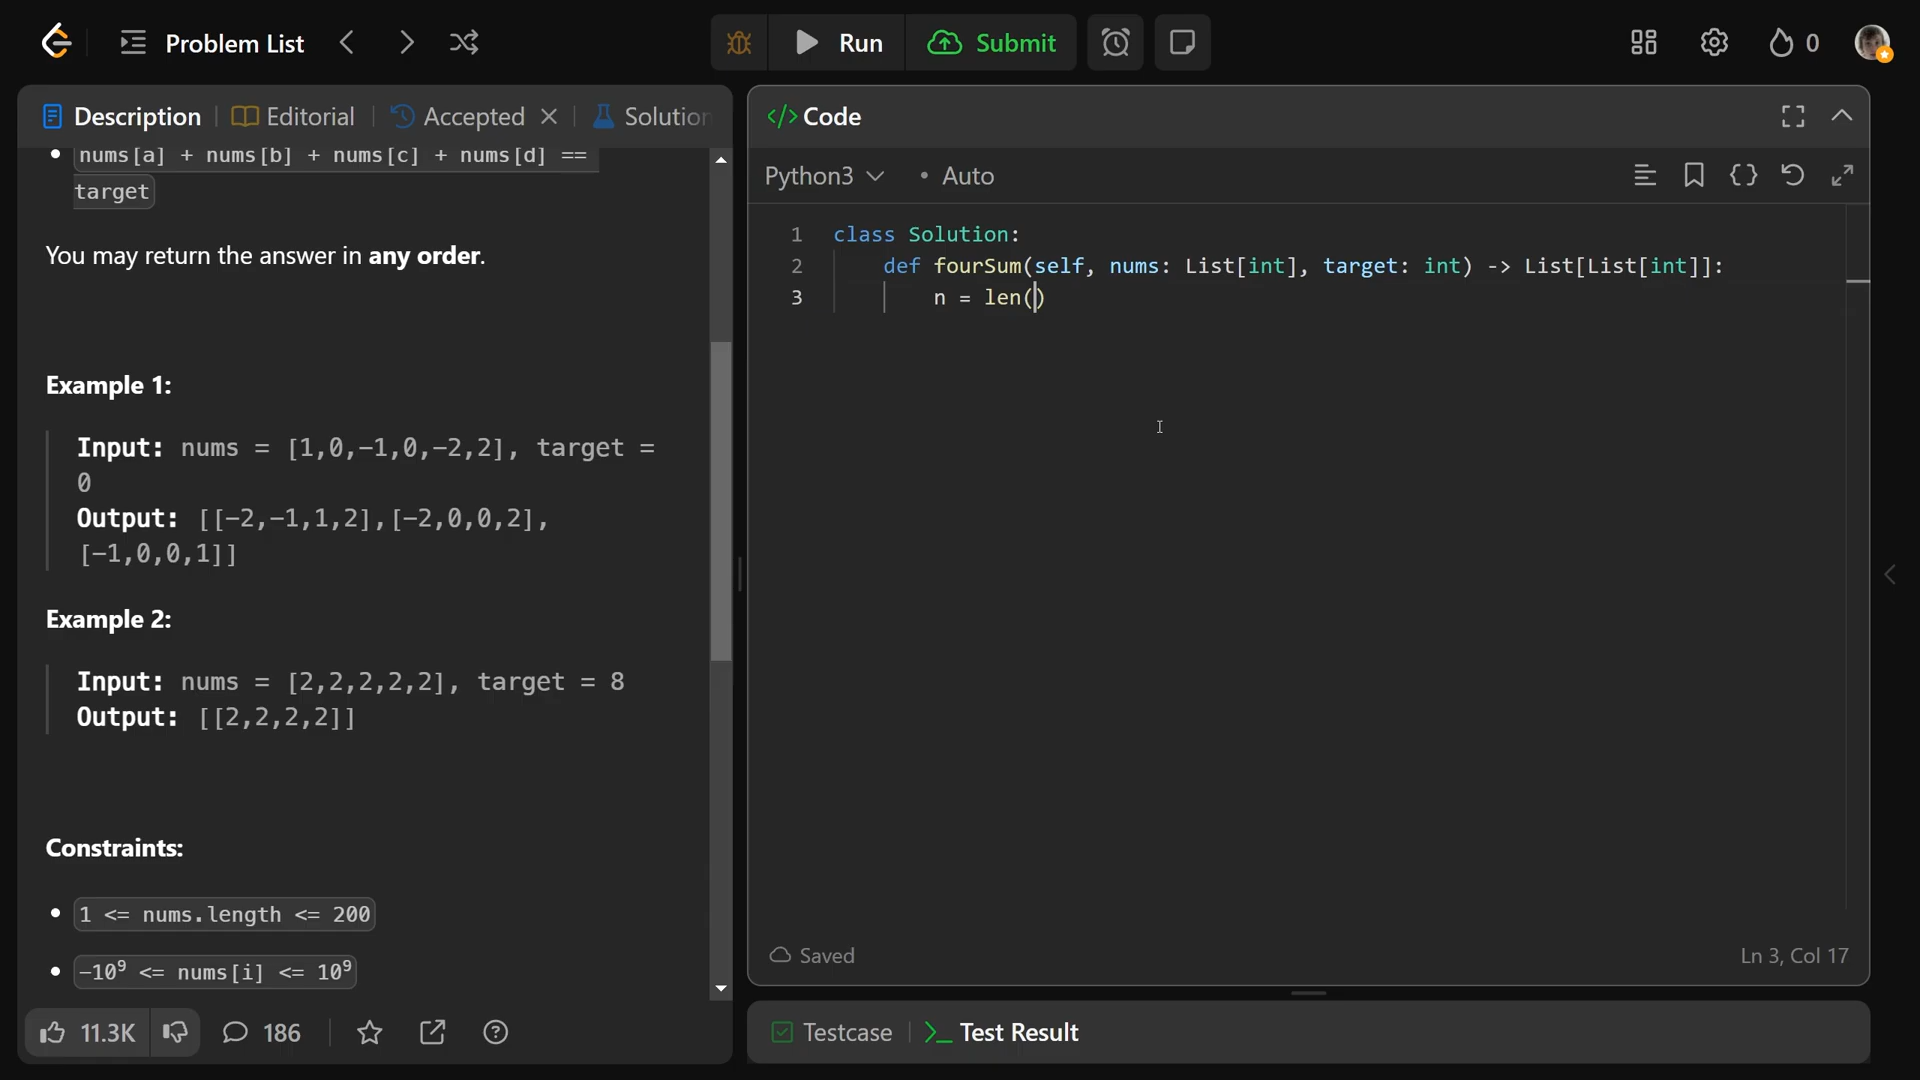 Problem List
Run
Submit
0
Description
Editorial
Accepted
Solution
nums[a] + nums[b] + nums[c] + nums[d] ==
target
You may return the answer in any order.
Example 1:
Input: nums = [1,0,-1,0,-2,2], target =
0
Output: [[-2,-1,1,2],[-2,0,0,2],
[-1,0,0,1]]
Example 2:
Input: nums = [2,2,2,2,2], target = 8
Output: [[2,2,2,2]]
Constraints:
1 <= nums.length <= 200
-10⁹ <= nums[i] <= 10⁹
11.3K
186
</> Code
Python3
• Auto
1 class Solution:
2 def fourSum(self, nums: List[int], target: int) -> List[List[int]]:
3 n = len()
Saved
Ln 3, Col 17
Testcase
Test Result